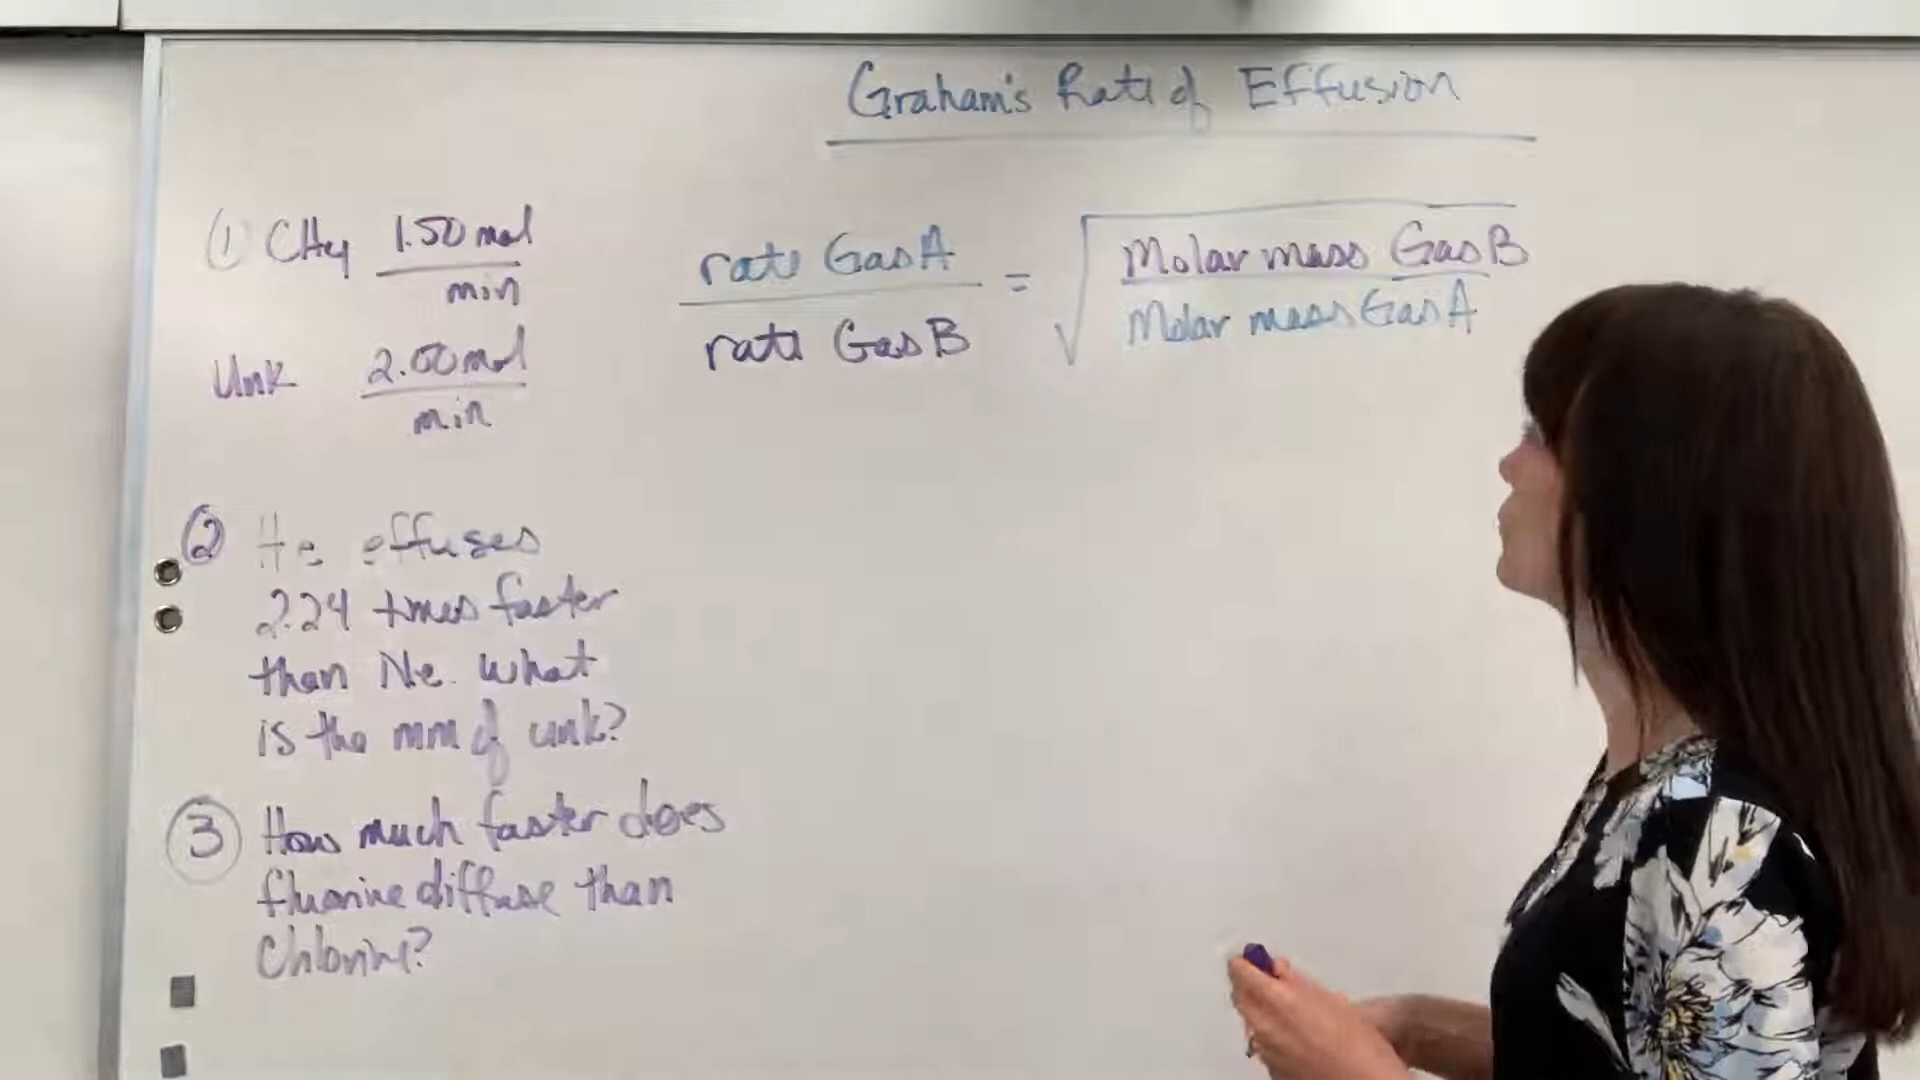 Graham's Rate of Effusion
① CH4 1.50 mol
min
Unk 2.00 mol
min
rate Gas A
rate Gas B
=
√
Molar mass Gas B
Molar mass Gas A
② He effuses
2.24 times faster
than Ne. What
is the mm of unk?
③ How much faster does
fluorine diffuse than
Chlorine?